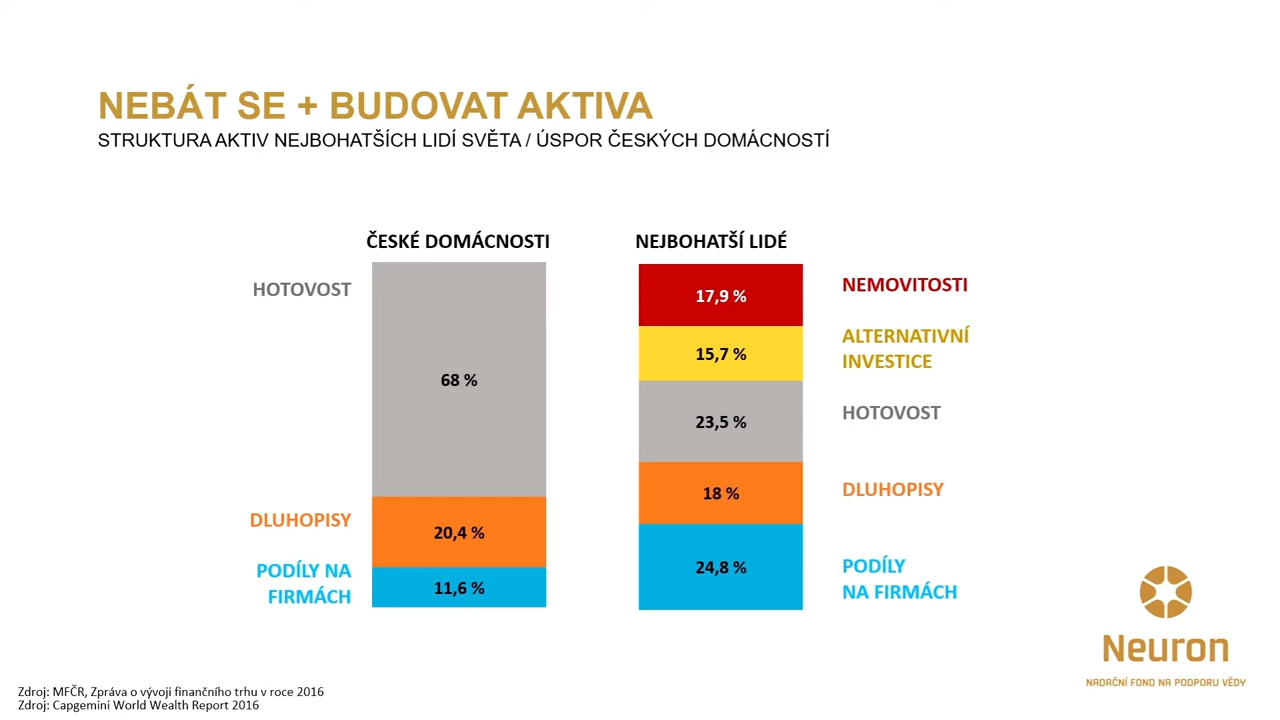 NEBÁT SE + BUDOVAT AKTIVA
STRUKTURA AKTIV NEJBOHATŠÍCH LIDÍ SVĚTA / ÚSPOR ČESKÝCH DOMÁCNOSTÍ
ČESKÉ DOMÁCNOSTI
HOTOVOST
68 %
DLUHOPISY
20,4 %
PODÍLY NA
FIRMÁCH
11,6 %
NEJBOHATŠÍ LIDÉ
17,9 %
NEMOVITOSTI
15,7 %
ALTERNATIVNÍ
INVESTICE
23,5 %
HOTOVOST
18 %
DLUHOPISY
24,8 %
PODÍLY
NA FIRMÁCH
Neuron
NADAČNÍ FOND NA PODPORU VĚDY
Zdroj: MFČR, Zpráva o vývoji finančního trhu v roce 2016
Zdroj: Capgemini World Wealth Report 2016